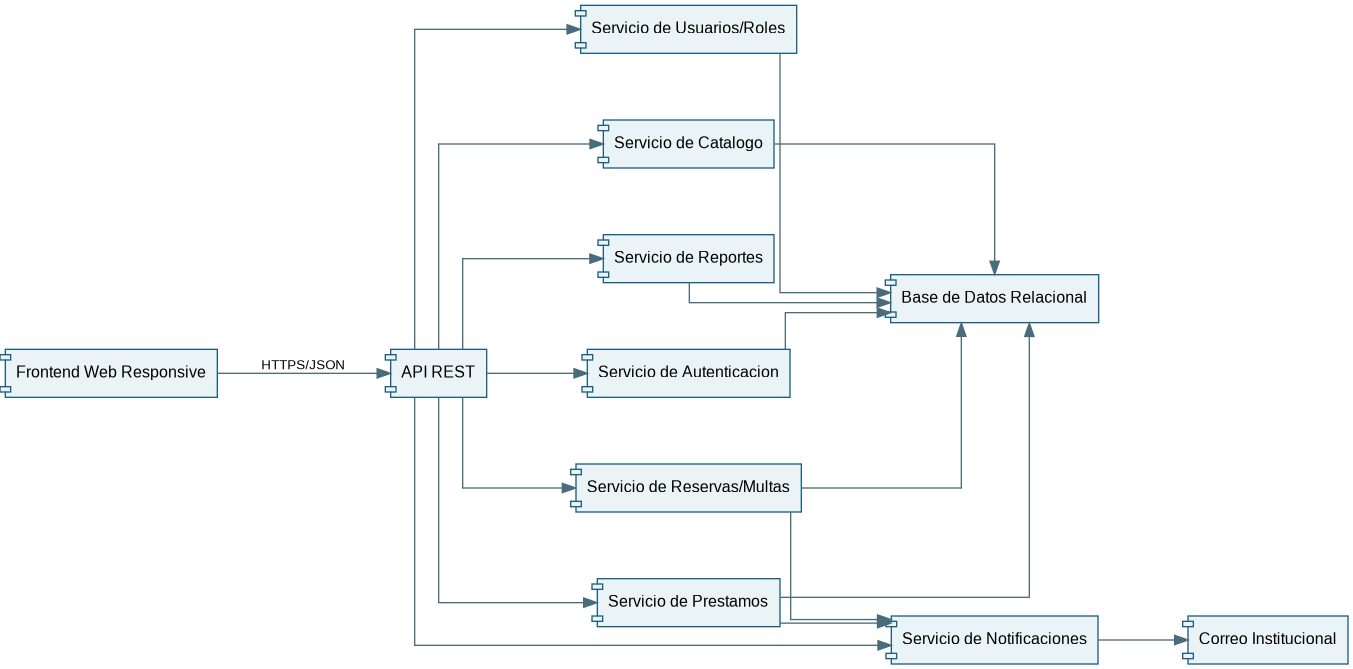 Servicio de Usuarios/Roles
Servicio de Catalogo
Servicio de Reportes
Base de Datos Relacional
Frontend Web Responsive
HTTPS/JSON
API REST
Servicio de Autenticacion
Servicio de Reservas/Multas
Servicio de Prestamos
Servicio de Notificaciones
Correo Institucional